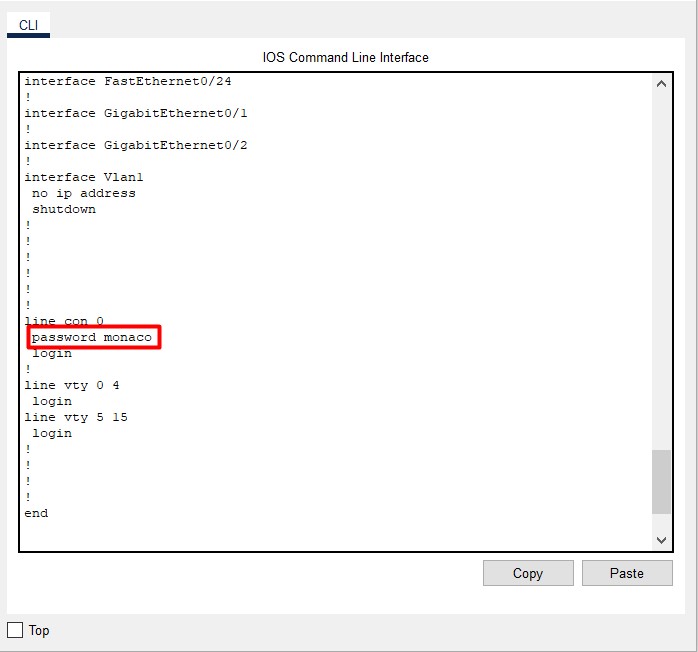 CLI
IOS Command Line Interface
interface FastEthernet0/24
!
interface GigabitEthernet0/1
!
interface GigabitEthernet0/2
!
interface Vlan1
 no ip address
 shutdown
!
!
!
!
!
!
line con 0
 password monaco
 login
!
line vty 0 4
 login
line vty 5 15
 login
!
!
!
!
end
Copy
Paste
Top